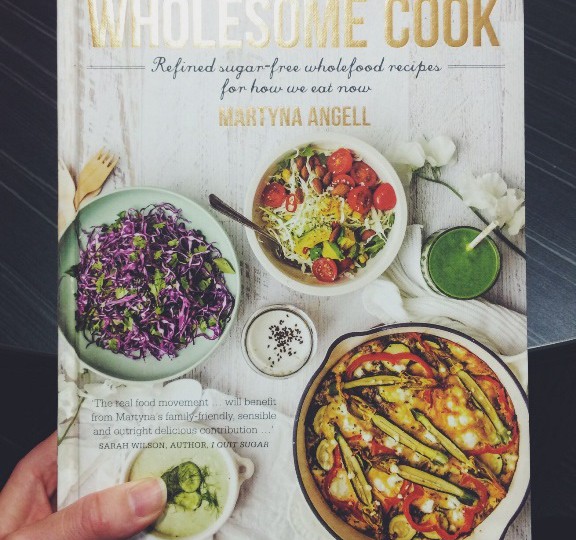 WHOLESOME COOK
Refined sugar-free wholefood recipes
for how we eat now
MARTYNA ANGELL
'The real food movement ... will benefit
from Martyna's family-friendly, sensible
and outright delicious contribution ...'
SARAH WILSON, AUTHOR, I QUIT SUGAR